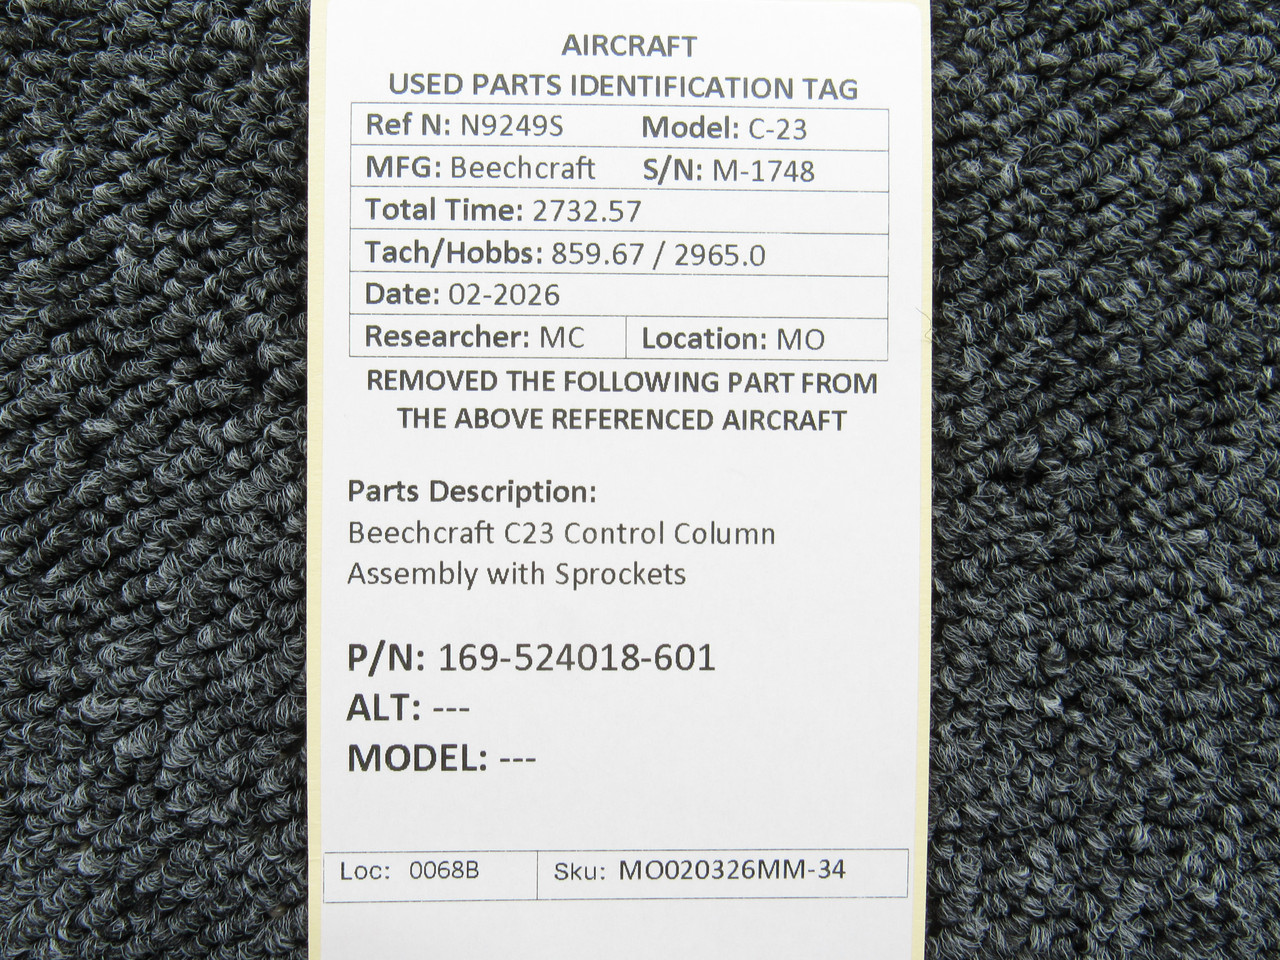 AIRCRAFT
USED PARTS IDENTIFICATION TAG
Ref N: N9249S Model: C-23
MFG: Beechcraft S/N: M-1748
Total Time: 2732.57
Tach/Hobbs: 859.67 / 2965.0
Date: 02-2026
Researcher: MC Location: MO
REMOVED THE FOLLOWING PART FROM
THE ABOVE REFERENCED AIRCRAFT
Parts Description:
Beechcraft C23 Control Column
Assembly with Sprockets
P/N: 169-524018-601
ALT: ---
MODEL: ---
Loc: 0068B Sku: MO020326MM-34